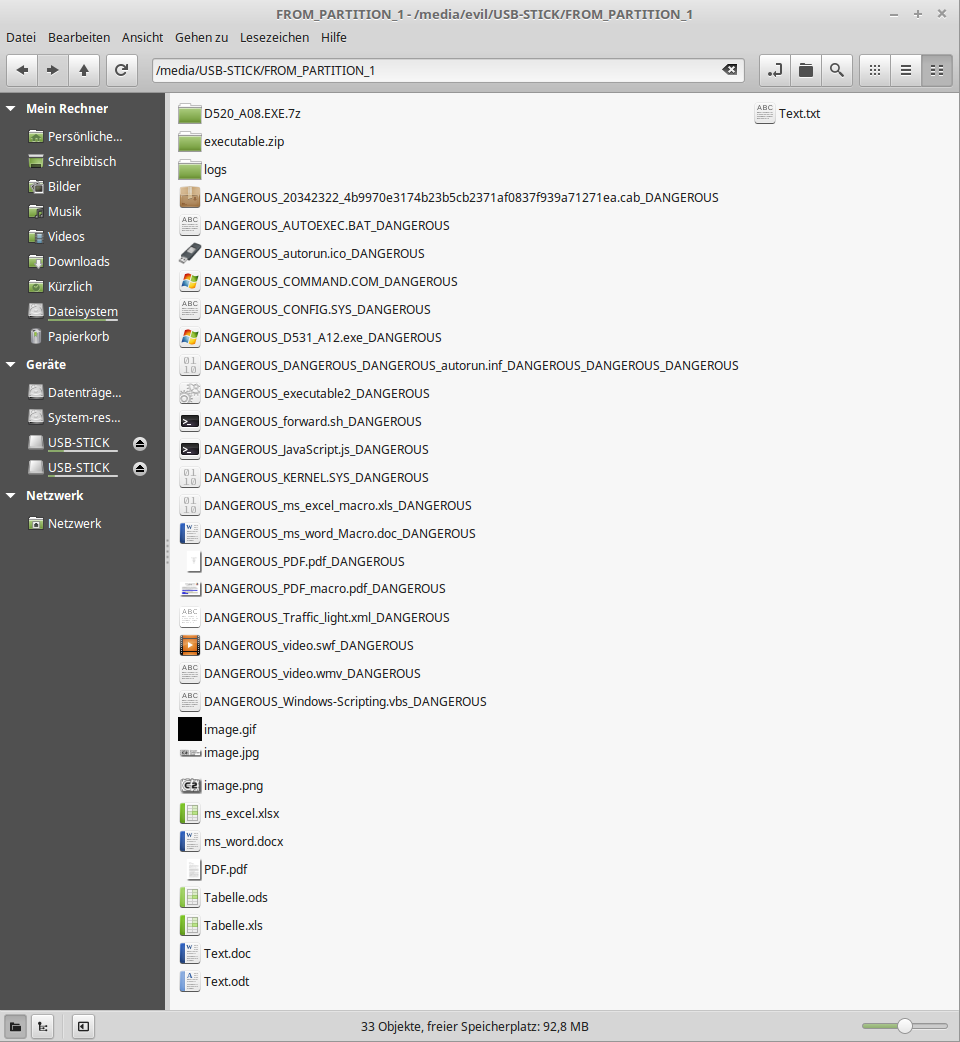 FROM_PARTITION_1 - /media/evil/USB-STICK/FROM_PARTITION_1
Datei Bearbeiten Ansicht Gehen zu Lesezeichen Hilfe
/media/USB-STICK/FROM_PARTITION_1
Mein Rechner
Persönliche...
Schreibtisch
Bilder
Musik
Videos
Downloads
Kürzlich
Dateisystem
Papierkorb
Geräte
Datenträge...
System-res...
USB-STICK
USB-STICK
Netzwerk
Netzwerk
D520_A08.EXE.7z
executable.zip
logs
DANGEROUS_20342322_4b9970e3174b23b5cb2371af0837f939a71271ea.cab_DANGEROUS
DANGEROUS_AUTOEXEC.BAT_DANGEROUS
DANGEROUS_autorun.ico_DANGEROUS
DANGEROUS_COMMAND.COM_DANGEROUS
DANGEROUS_CONFIG.SYS_DANGEROUS
DANGEROUS_D531_A12.exe_DANGEROUS
DANGEROUS_DANGEROUS_DANGEROUS_autorun.inf_DANGEROUS_DANGEROUS_DANGEROUS
DANGEROUS_executable2_DANGEROUS
DANGEROUS_forward.sh_DANGEROUS
DANGEROUS_JavaScript.js_DANGEROUS
DANGEROUS_KERNEL.SYS_DANGEROUS
DANGEROUS_ms_excel_macro.xls_DANGEROUS
DANGEROUS_ms_word_Macro.doc_DANGEROUS
DANGEROUS_PDF.pdf_DANGEROUS
DANGEROUS_PDF_macro.pdf_DANGEROUS
DANGEROUS_Traffic_light.xml_DANGEROUS
DANGEROUS_video.swf_DANGEROUS
DANGEROUS_video.wmv_DANGEROUS
DANGEROUS_Windows-Scripting.vbs_DANGEROUS
image.gif
image.jpg
image.png
ms_excel.xlsx
ms_word.docx
PDF.pdf
Tabelle.ods
Tabelle.xls
Text.doc
Text.odt
Text.txt
33 Objekte, freier Speicherplatz: 92,8 MB